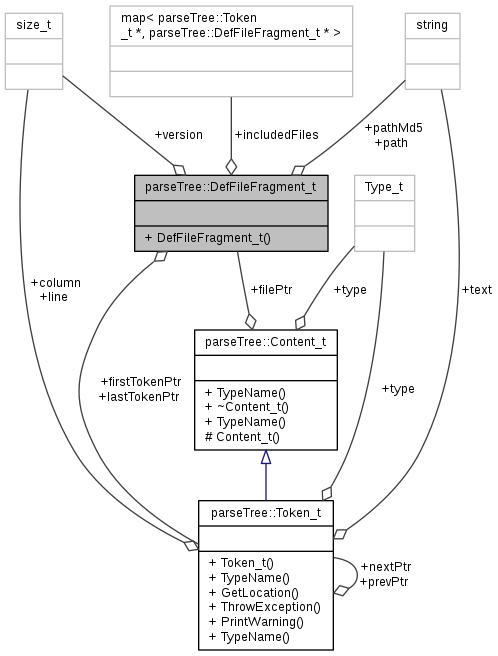 size_t
map< parseTree::Token
_t *, parseTree::DefFileFragment_t * >
string
+version
+includedFiles
+pathMd5
+path
parseTree::DefFileFragment_t
+ DefFileFragment_t()
Type_t
+column
+line
+filePtr
+type
+text
parseTree::Content_t
+ TypeName()
+ ~Content_t()
+ TypeName()
# Content_t()
+firstTokenPtr
+lastTokenPtr
+type
parseTree::Token_t
+ Token_t()
+ TypeName()
+ GetLocation()
+ ThrowException()
+ PrintWarning()
+ TypeName()
+nextPtr
+prevPtr